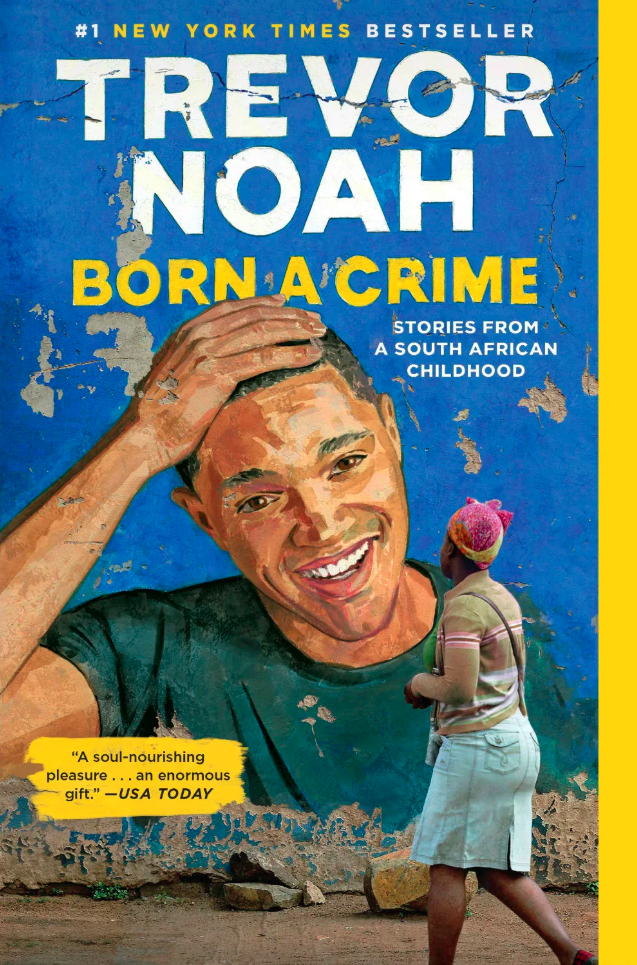 #1 NEW YORK TIMES BESTSELLER
TREVOR
NOAH
BORN A CRIME
STORIES FROM
A SOUTH AFRICAN
CHILDHOOD
“A soul-nourishing
pleasure . . . an enormous
gift.” —USA TODAY